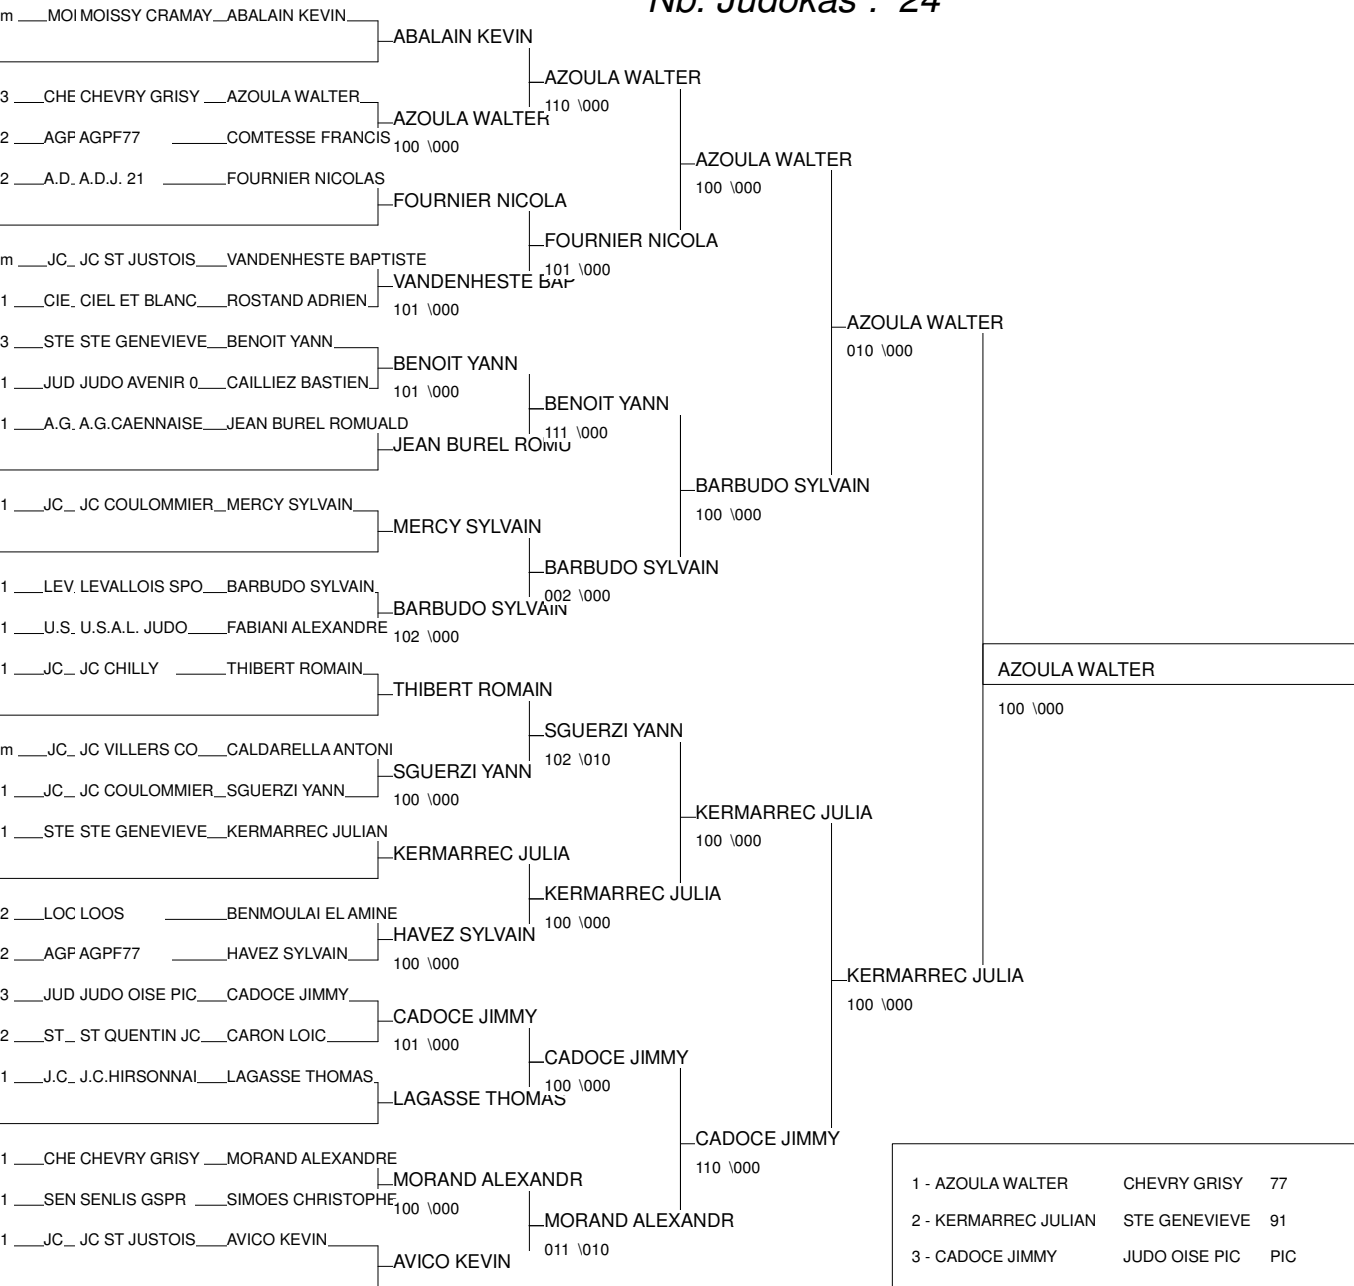 Nb. Judokas : 24
m MOI MOISSY CRAMAY ABALAIN KEVIN
ABALAIN KEVIN
AZOULA WALTER
110 \000
3 CHE CHEVRY GRISY AZOULA WALTER
AZOULA WALTER
100 \000
2 AGP AGPF77 COMTESSE FRANCIS
AZOULA WALTER
100 \000
2 A.D. A.D.J. 21 FOURNIER NICOLAS
FOURNIER NICOLA
FOURNIER NICOLA
101 \000
m JC_ JC ST JUSTOIS VANDENHESTE BAPTISTE
VANDENHESTE BAP
101 \000
1 CIE CIEL ET BLANC ROSTAND ADRIEN
AZOULA WALTER
010 \000
3 STE STE GENEVIEVE BENOIT YANN
BENOIT YANN
101 \000
1 JUD JUDO AVENIR 0 CAILLIEZ BASTIEN
BENOIT YANN
111 \000
1 A.G. A.G.CAENNAISE JEAN BUREL ROMUALD
JEAN BUREL ROMU
BARBUDO SYLVAIN
100 \000
1 JC_ JC COULOMMIER MERCY SYLVAIN
MERCY SYLVAIN
BARBUDO SYLVAIN
002 \000
1 LEV LEVALLOIS SPO BARBUDO SYLVAIN
BARBUDO SYLVAIN
102 \000
1 U.S. U.S.A.L. JUDO FABIANI ALEXANDRE
1 JC_ JC CHILLY THIBERT ROMAIN
AZOULA WALTER
100 \000
THIBERT ROMAIN
SGUERZI YANN
102 \010
m JC_ JC VILLERS CO CALDARELLA ANTONI
SGUERZI YANN
100 \000
1 JC_ JC COULOMMIER SGUERZI YANN
KERMARREC JULIA
100 \000
1 STE STE GENEVIEVE KERMARREC JULIAN
KERMARREC JULIA
KERMARREC JULIA
100 \000
2 LOO LOOS BENMOULAI EL AMINE
HAVEZ SYLVAIN
100 \000
2 AGP AGPF77 HAVEZ SYLVAIN
KERMARREC JULIA
100 \000
3 JUD JUDO OISE PIC CADOCE JIMMY
CADOCE JIMMY
101 \000
2 ST_ ST QUENTIN JC CARON LOIC
CADOCE JIMMY
100 \000
1 J.C. J.C.HIRSONNAI LAGASSE THOMAS
LAGASSE THOMAS
CADOCE JIMMY
110 \000
1 CHE CHEVRY GRISY MORAND ALEXANDRE
MORAND ALEXANDR
100 \000
1 SEN SENLIS GSPR SIMOES CHRISTOPHE
MORAND ALEXANDR
011 \010
1 JC_ JC ST JUSTOIS AVICO KEVIN
AVICO KEVIN
1 - AZOULA WALTER CHEVRY GRISY 77
2 - KERMARREC JULIAN STE GENEVIEVE 91
3 - CADOCE JIMMY JUDO OISE PIC PIC